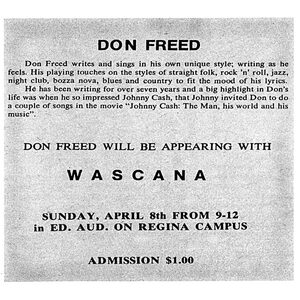 DON FREED
Don Freed writes and sings in his own unique style; writing as he
feels. His playing touches on the styles of straight folk, rock 'n' roll, jazz,
night club, bozza nova, blues and country to fit the mood of his lyrics.
He has been writing for over seven years and a big highlight in Don's
life was when he so impressed Johnny Cash, that Johnny invited Don to do
a couple of songs in the movie "Johnny Cash: The Man, his world and his
music".
DON FREED WILL BE APPEARING WITH
WASCANA
SUNDAY, APRIL 8th FROM 9-12
in ED. AUD. ON REGINA CAMPUS
ADMISSION $1.00